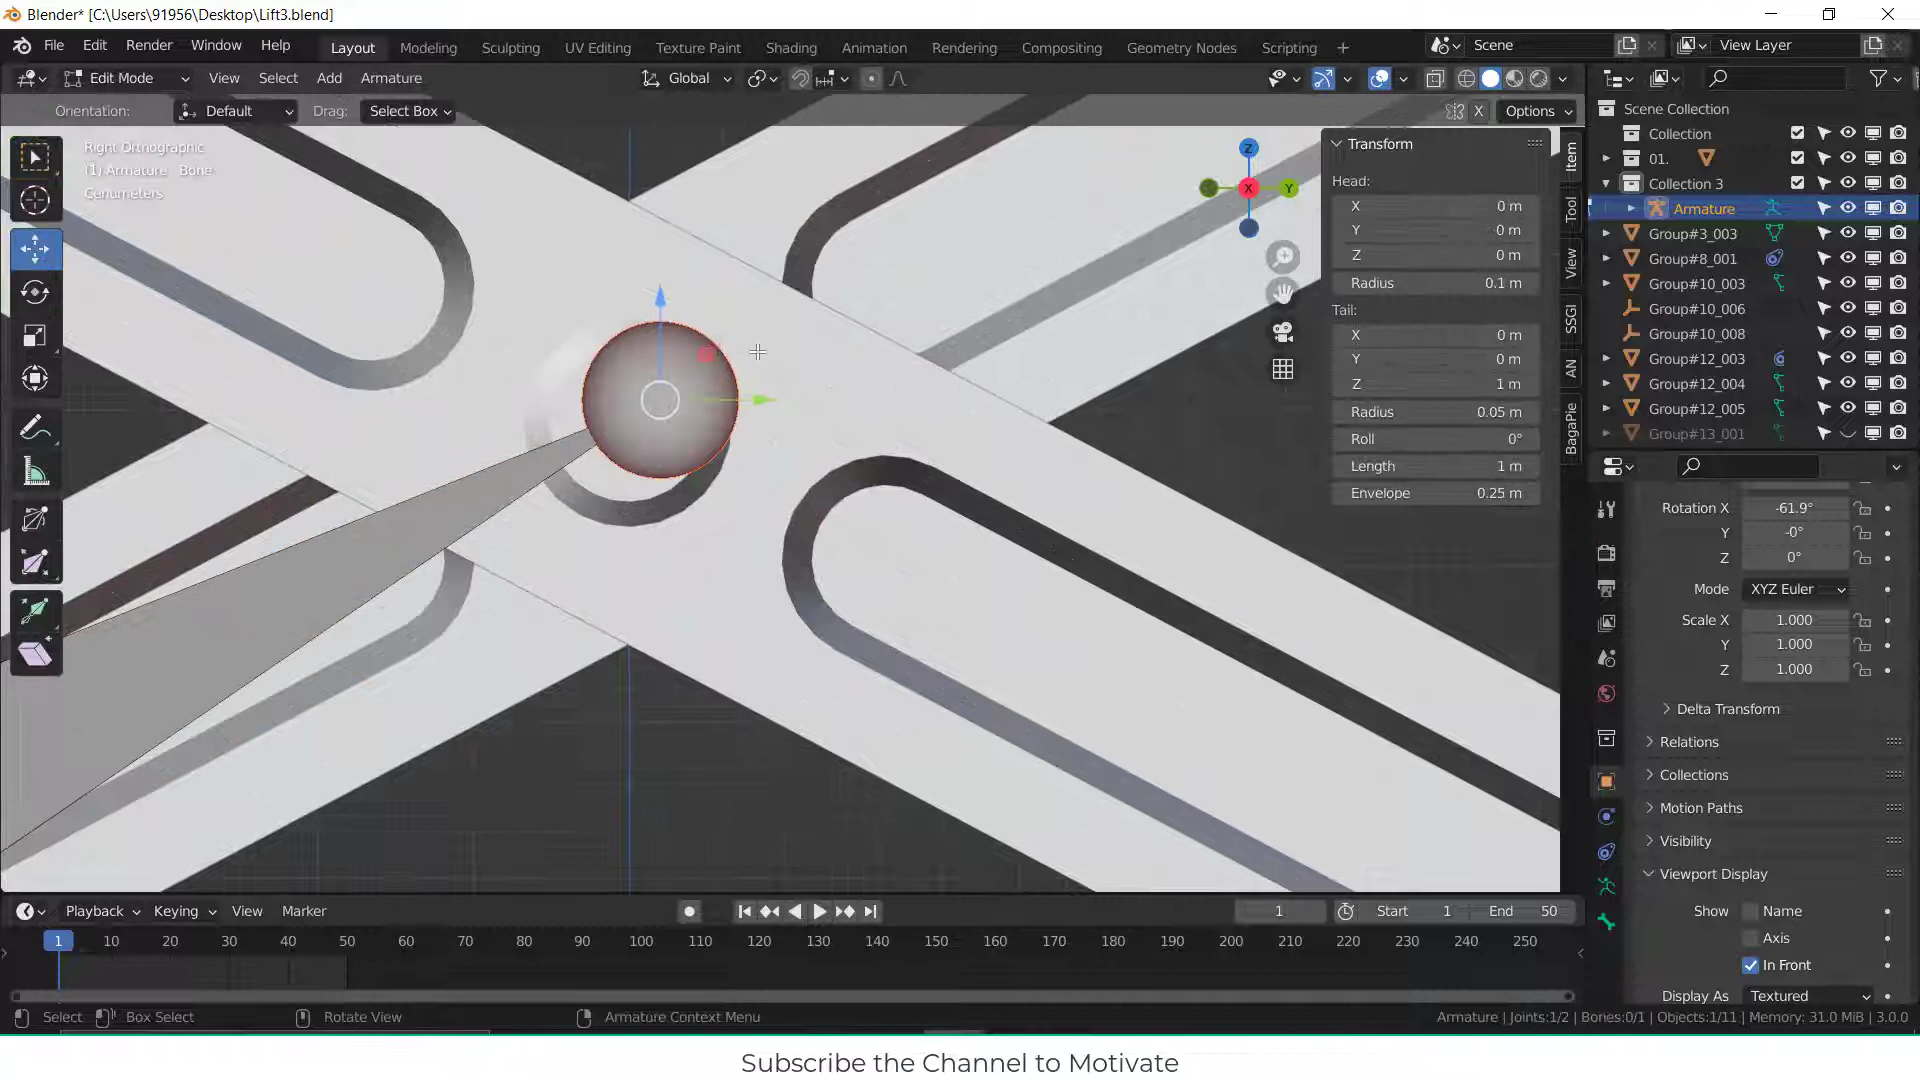 Blender* [C:\Users\91956\Desktop\Lift3.blend]
File Edit Render Window Help Layout Modeling Sculpting UV Editing Texture Paint Shading Animation Rendering Compositing Geometry Nodes Scripting + Scene View Layer
Edit Mode View Select Add Armature Global
Orientation: Default Drag: Select Box X Options
Right Orthographic
(1) Armature : Bone
Centimeters
Z
X
Y
Transform
Head:
X 0 m
Y 0 m
Z 0 m
Radius 0.1 m
Tail:
X 0 m
Y 0 m
Z 1 m
Radius 0.05 m
Roll 0°
Length 1 m
Envelope 0.25 m
Item
Tool
View
SSGI
AN
BagaPie
Scene Collection
Collection
01.
Collection 3
Armature
Group#3_003
Group#8_001
Group#10_003
Group#10_006
Group#10_008
Group#12_003
Group#12_004
Group#12_005
Group#13_001
Rotation X -61.9°
Y -0°
Z 0°
Mode XYZ Euler
Scale X 1.000
Y 1.000
Z 1.000
Delta Transform
Relations
Collections
Motion Paths
Visibility
Viewport Display
Show Name
Axis
In Front
Display As Textured
Playback Keying View Marker 1 Start 1 End 50
1 10 20 30 40 50 60 70 80 90 100 110 120 130 140 150 160 170 180 190 200 210 220 230 240 250
Select Box Select Rotate View Armature Context Menu Armature | Joints:1/2 | Bones:0/1 | Objects:1/11 | Memory: 31.0 MiB | 3.0.0
Subscribe the Channel to Motivate